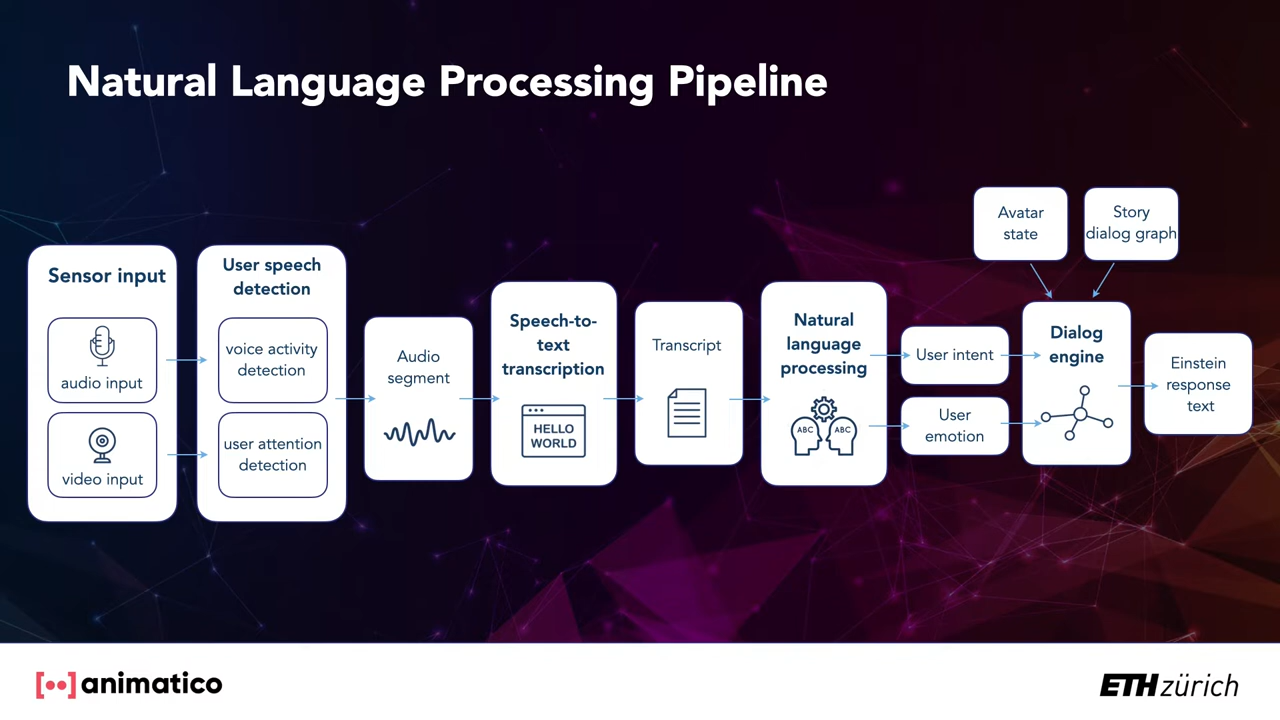 Natural Language Processing Pipeline
Sensor input
audio input
video input
User speech
detection
voice activity
detection
user attention
detection
Audio
segment
Speech-to-
text
transcription
HELLO
WORLD
Transcript
Natural
language
processing
ABC
ABC
User intent
User
emotion
Avatar
state
Story
dialog graph
Dialog
engine
Einstein
response
text
[••] animatico
ETH zürich